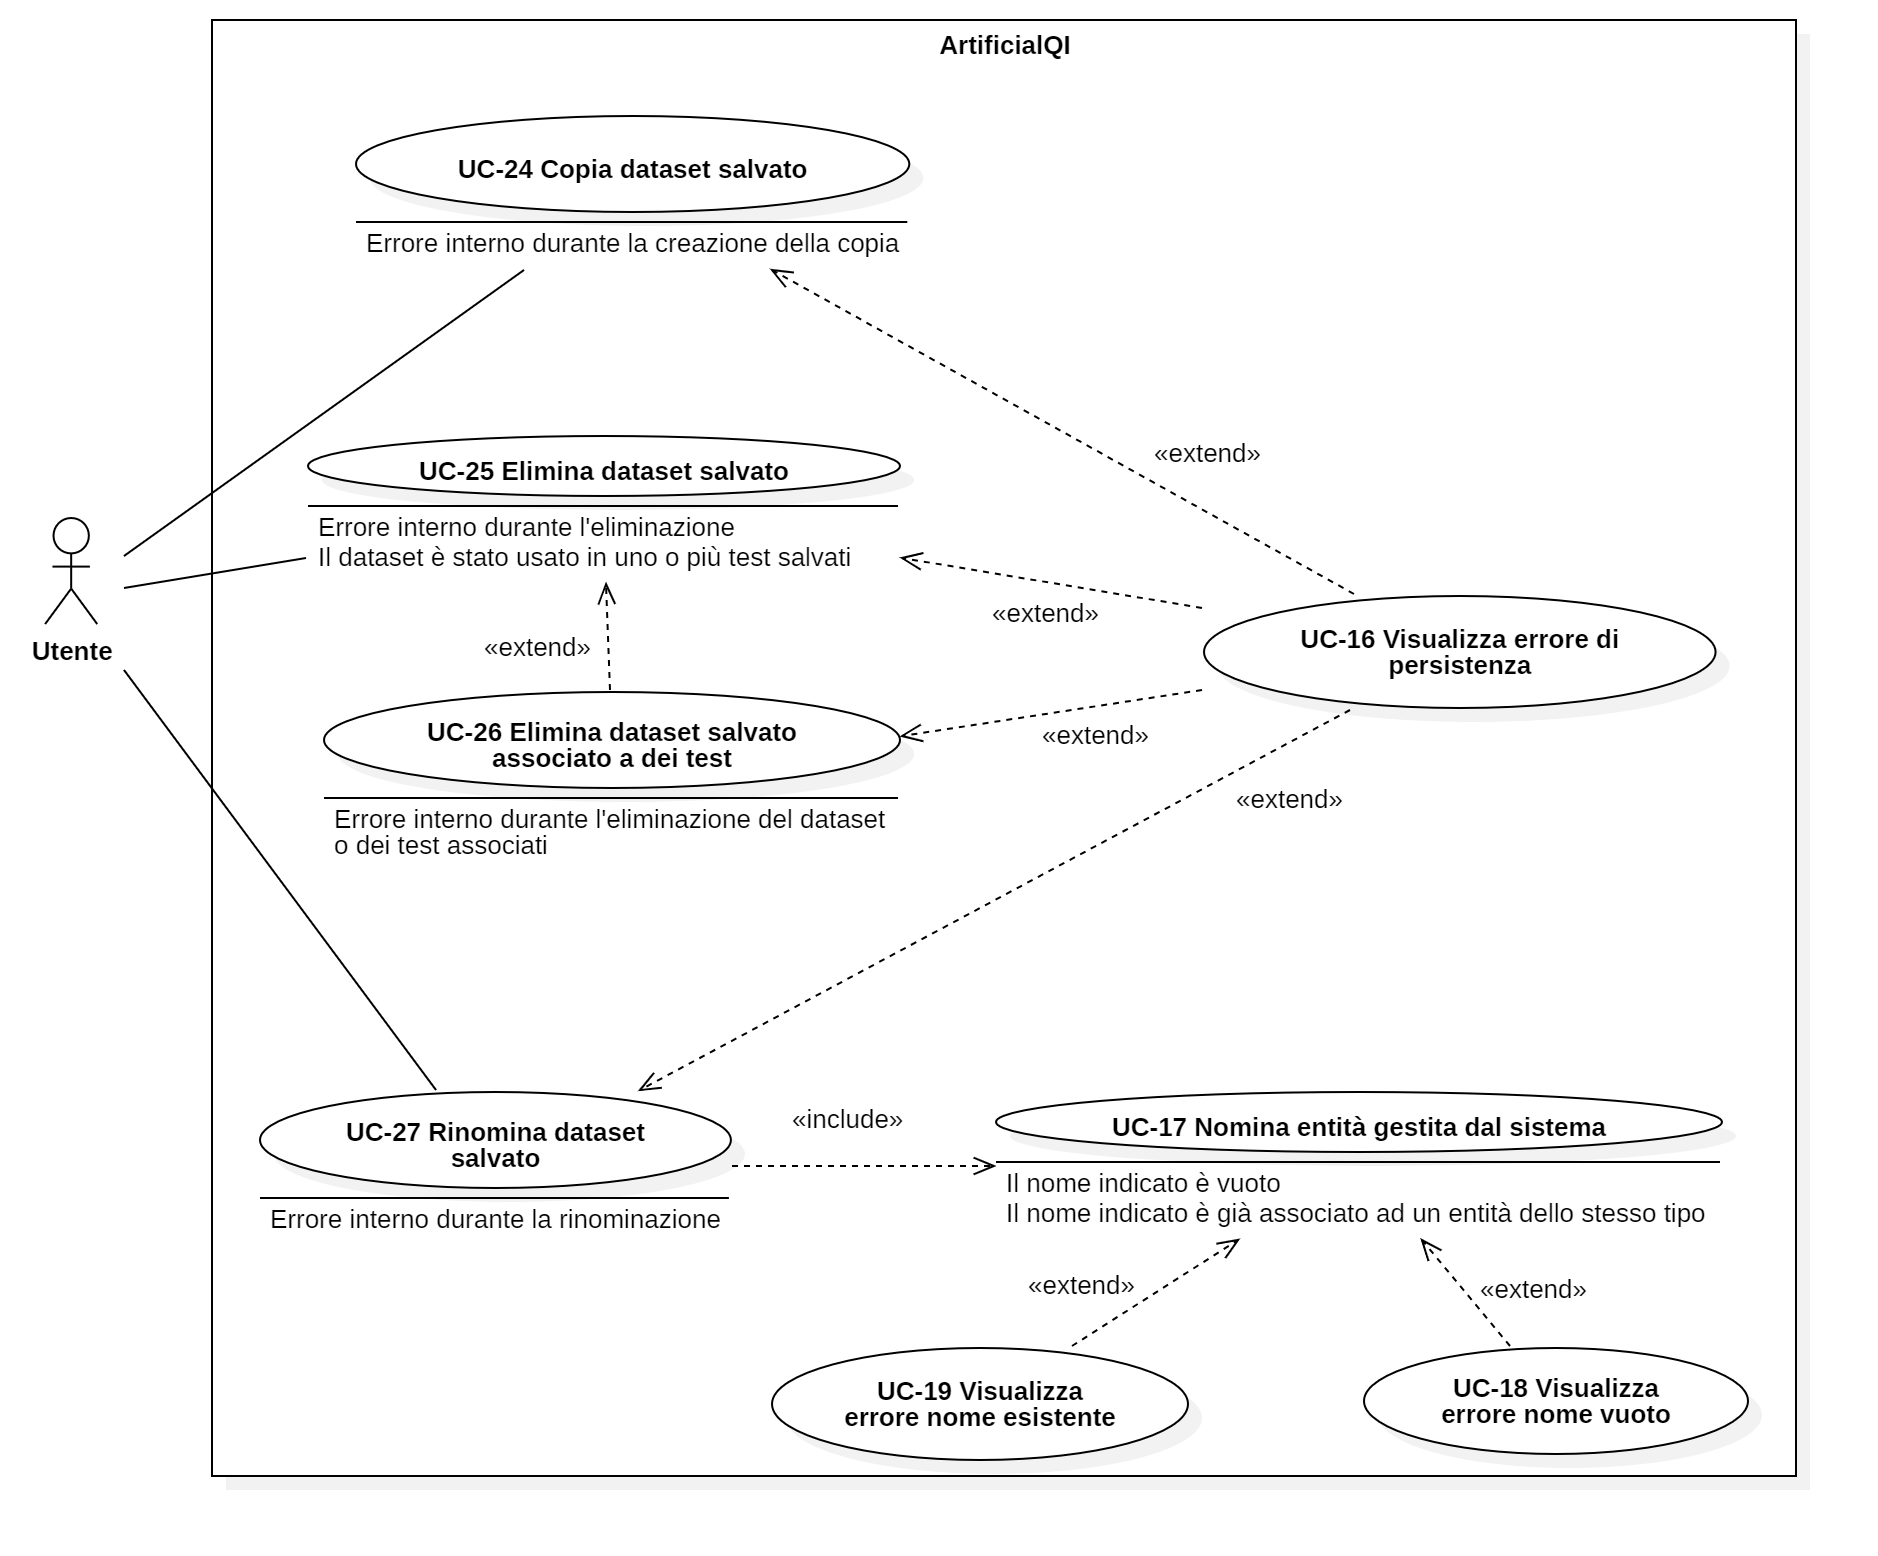 ArtificialQI
UC-24 Copia dataset salvato
Errore interno durante la creazione della copia
«extend»
UC-25 Elimina dataset salvato
Errore interno durante l'eliminazione
Il dataset è stato usato in uno o più test salvati
«extend»
«extend»
Utente
UC-16 Visualizza errore di
persistenza
UC-26 Elimina dataset salvato
associato a dei test
«extend»
Errore interno durante l'eliminazione del dataset
o dei test associati
«extend»
UC-27 Rinomina dataset
salvato
Errore interno durante la rinominazione
«include»
UC-17 Nomina entità gestita dal sistema
Il nome indicato è vuoto
Il nome indicato è già associato ad un entità dello stesso tipo
«extend»
«extend»
UC-19 Visualizza
errore nome esistente
UC-18 Visualizza
errore nome vuoto